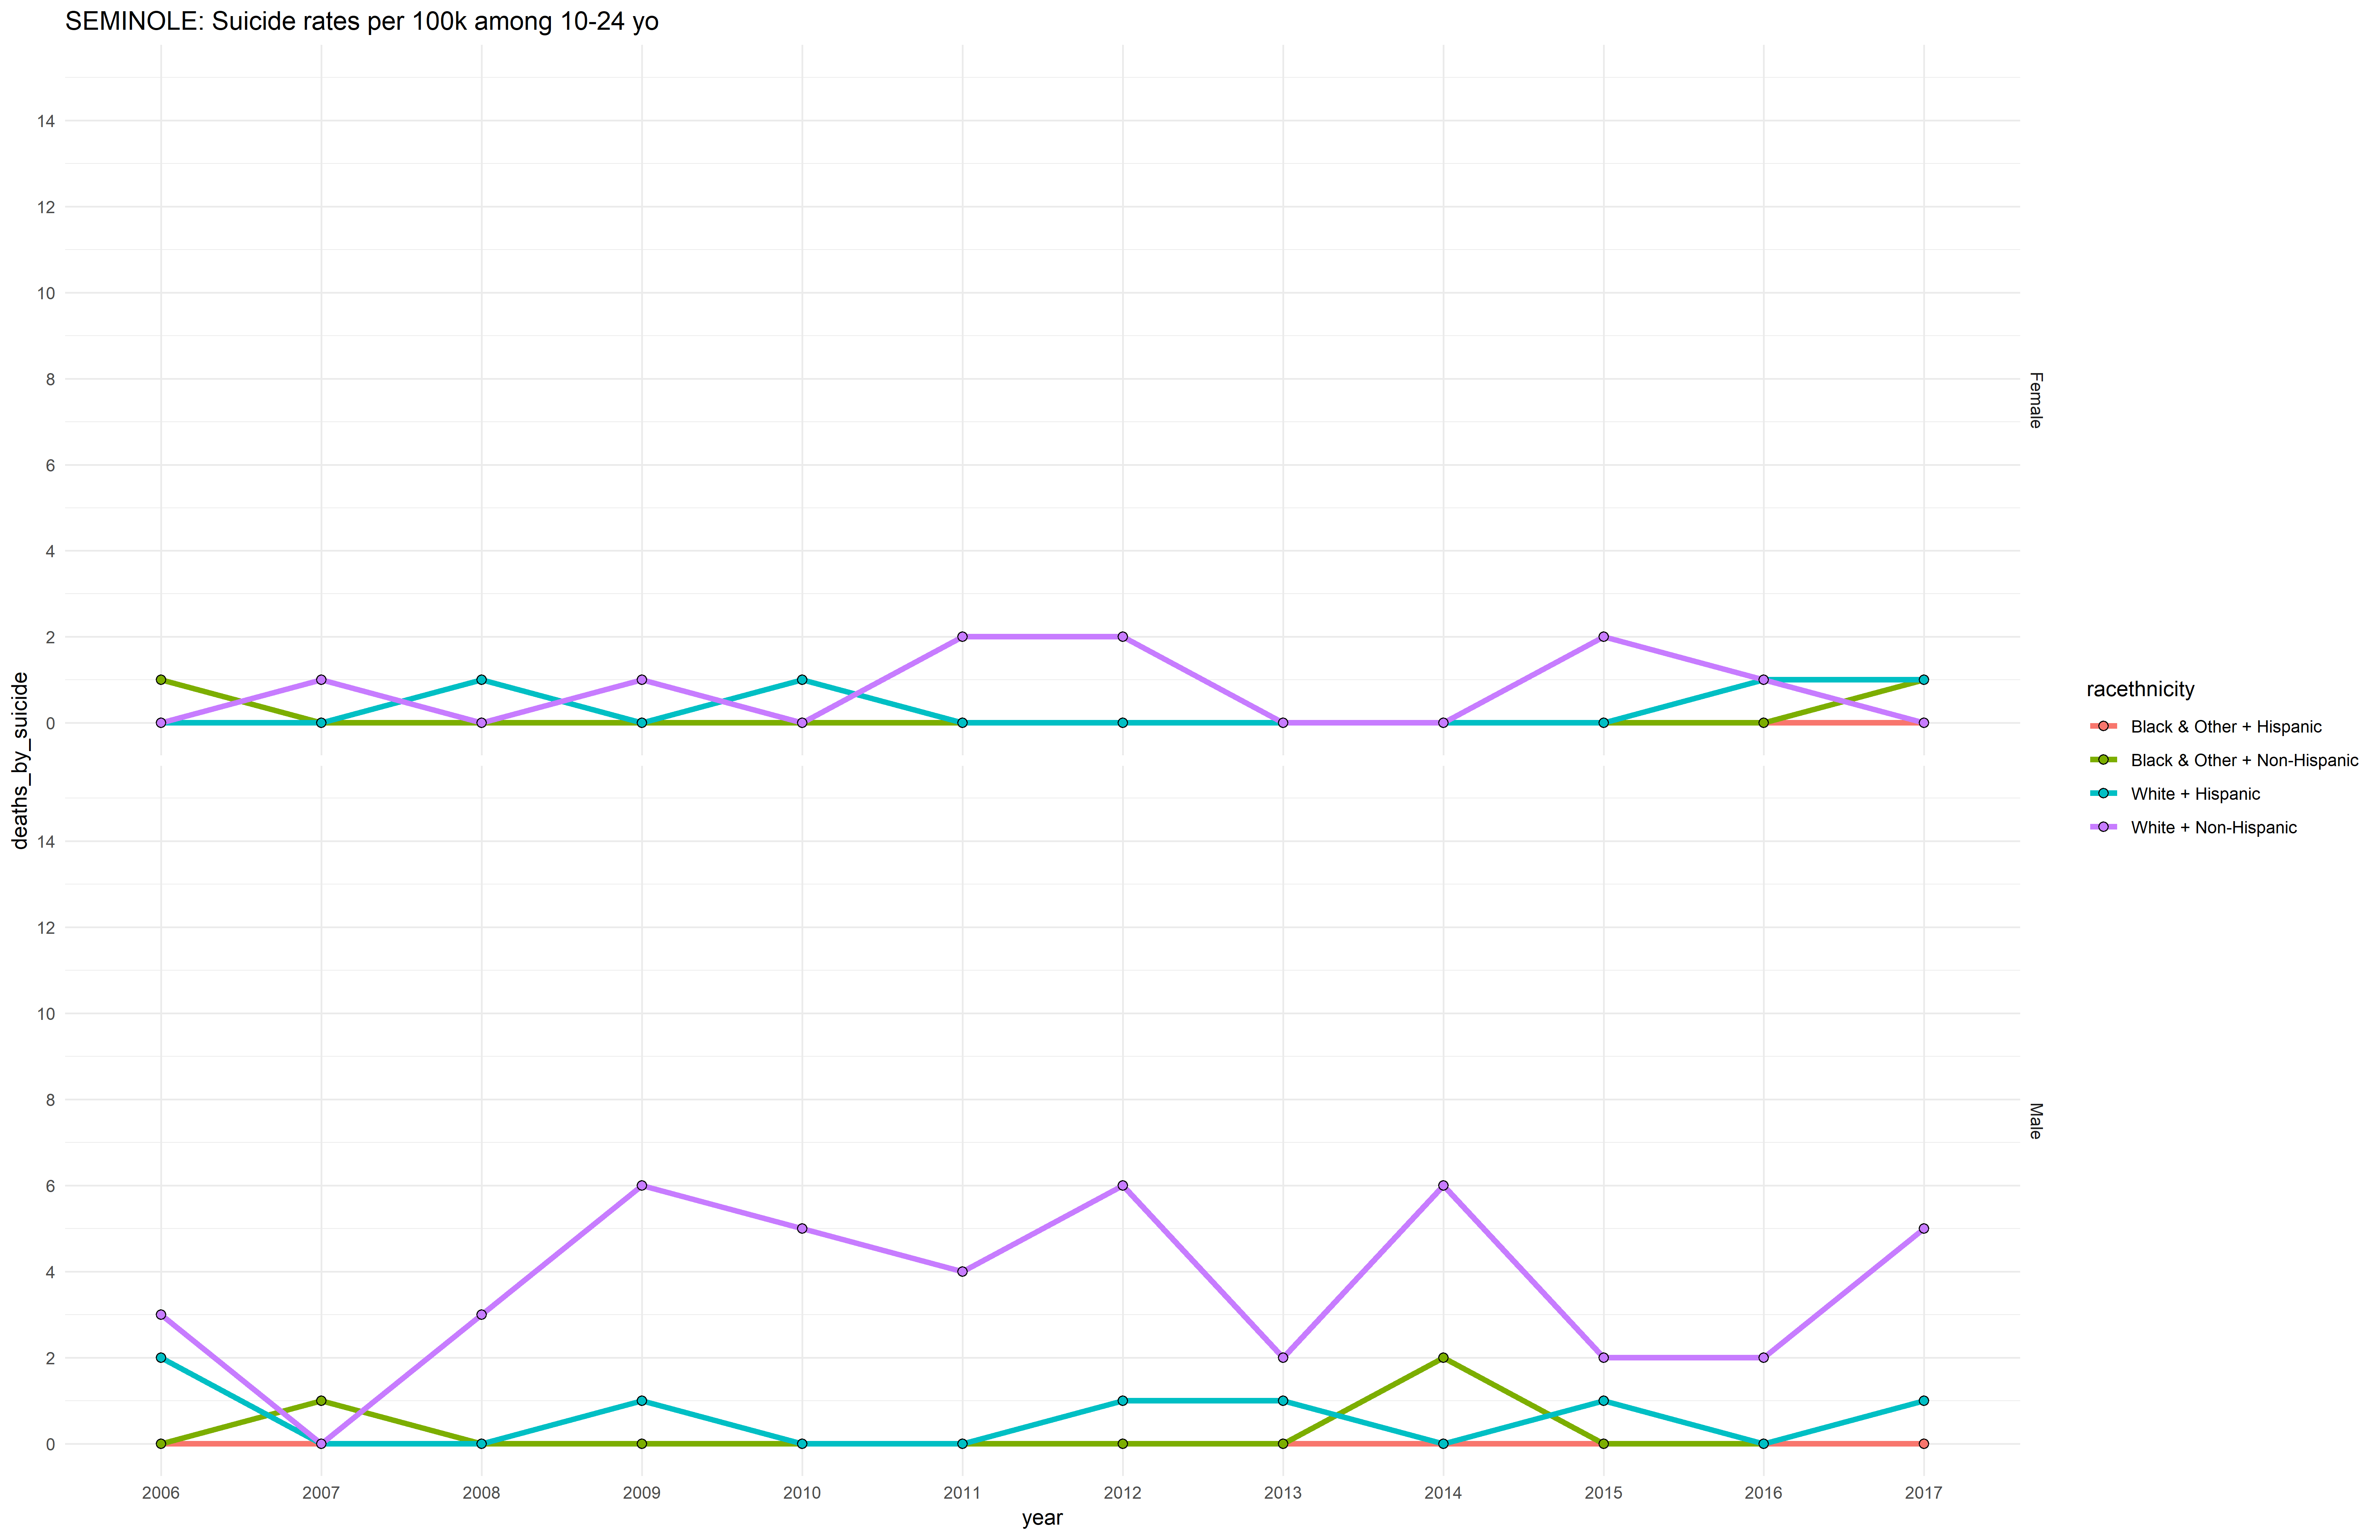 SEMINOLE: Suicide rates per 100k among 10-24 yo
14
12
10
8
6
4
2
0
Female
deaths_by_suicide
14
12
10
8
6
4
2
0
Male
2006 2007 2008 2009 2010 2011 2012 2013 2014 2015 2016 2017
year
racethnicity
Black & Other + Hispanic
Black & Other + Non-Hispanic
White + Hispanic
White + Non-Hispanic